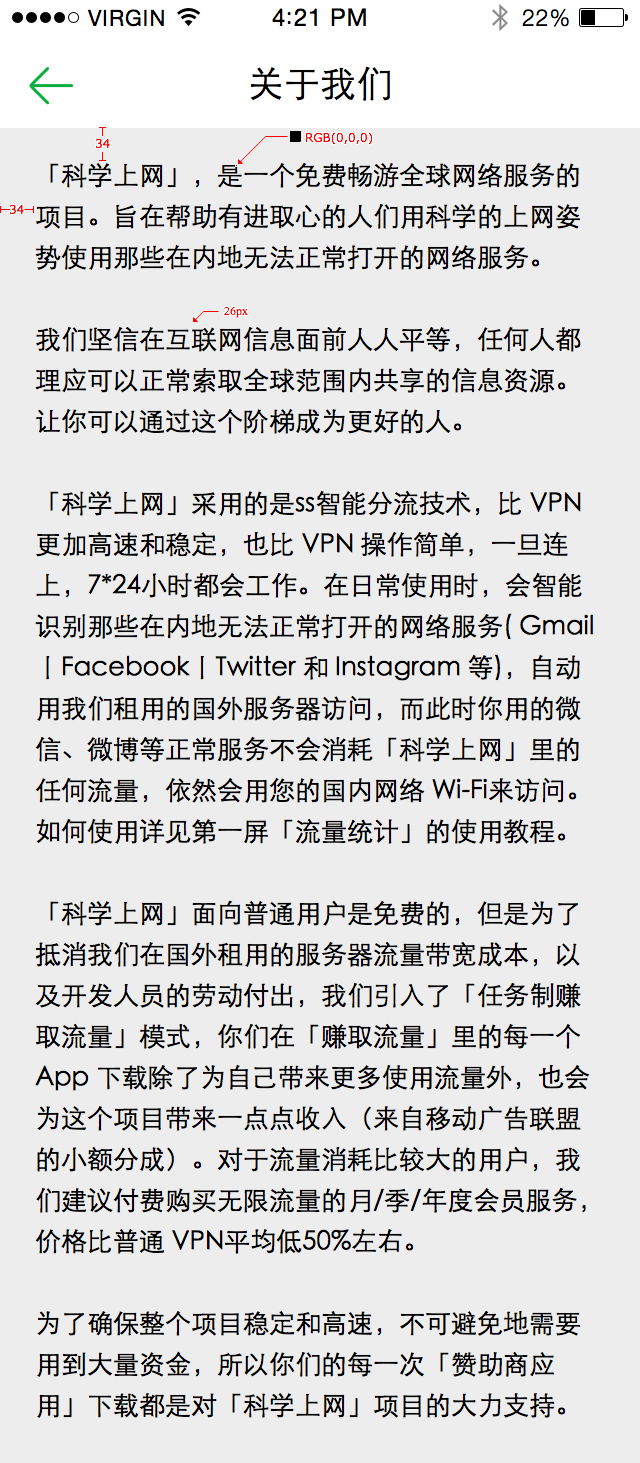 VIRGIN 4:21 PM 22%
关于我们
34
RGB(0,0,0)
「科学上网」，是一个免费畅游全球网络服务的
34
项目。旨在帮助有进取心的人们用科学的上网姿
势使用那些在内地无法正常打开的网络服务。
26px
我们坚信在互联网信息面前人人平等，任何人都
理应可以正常索取全球范围内共享的信息资源。
让你可以通过这个阶梯成为更好的人。
「科学上网」采用的是ss智能分流技术，比 VPN
更加高速和稳定，也比 VPN 操作简单，一旦连
上，7*24小时都会工作。在日常使用时，会智能
识别那些在内地无法正常打开的网络服务( Gmail
丨Facebook丨Twitter 和 Instagram 等)，自动
用我们租用的国外服务器访问，而此时你用的微
信、微博等正常服务不会消耗「科学上网」里的
任何流量，依然会用您的国内网络 Wi-Fi来访问。
如何使用详见第一屏「流量统计」的使用教程。
「科学上网」面向普通用户是免费的，但是为了
抵消我们在国外租用的服务器流量带宽成本，以
及开发人员的劳动付出，我们引入了「任务制赚
取流量」模式，你们在「赚取流量」里的每一个
App 下载除了为自己带来更多使用流量外，也会
为这个项目带来一点点收入（来自移动广告联盟
的小额分成）。对于流量消耗比较大的用户，我
们建议付费购买无限流量的月/季/年度会员服务，
价格比普通 VPN平均低50%左右。
为了确保整个项目稳定和高速，不可避免地需要
用到大量资金，所以你们的每一次「赞助商应
用」下载都是对「科学上网」项目的大力支持。